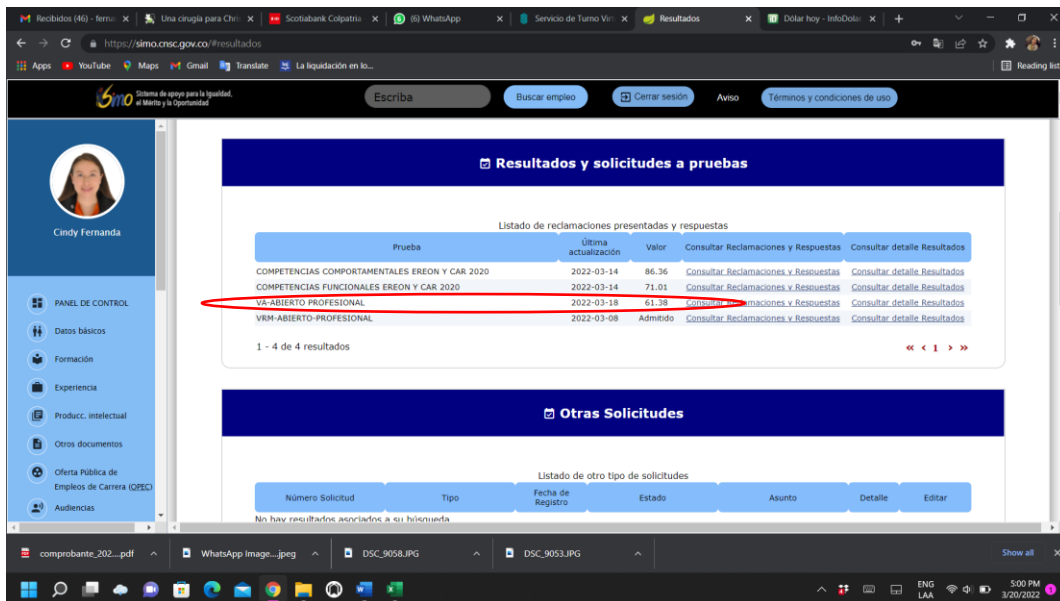 Recibidos (46) - ferna
Una cirugía para Chri
Scotiabank Colpatria
(6) WhatsApp
Servicio de Turno Vir
Resultados
Dólar hoy - InfoDola
https://simo.cnsc.gov.co/#resultados
Apps YouTube Maps Gmail Translate La liquidación en lo... Reading list
Simo Sistema de apoyo para la Igualdad,
el Mérito y la Oportunidad
Escriba Buscar empleo Cerrar sesión Aviso Términos y condiciones de uso
Cindy Fernanda
PANEL DE CONTROL
Datos básicos
Formación
Experiencia
Producc. intelectual
Otros documentos
Oferta Pública de
Empleos de Carrera (OPEC)
Audiencias
Resultados y solicitudes a pruebas
Listado de reclamaciones presentadas y respuestas
Prueba Última actualización Valor Consultar Reclamaciones y Respuestas Consultar detalle Resultados
COMPETENCIAS COMPORTAMENTALES EREON Y CAR 2020 2022-03-14 86.36 Consultar Reclamaciones y Respuestas Consultar detalle Resultados
COMPETENCIAS FUNCIONALES EREON Y CAR 2020 2022-03-14 71.01 Consultar Reclamaciones y Respuestas Consultar detalle Resultados
VA-ABIERTO PROFESIONAL 2022-03-18 61.38 Consultar Reclamaciones y Respuestas Consultar detalle Resultados
VRM-ABIERTO-PROFESIONAL 2022-03-08 Admitido Consultar Reclamaciones y Respuestas Consultar detalle Resultados
1 - 4 de 4 resultados « ‹ 1 › »
Otras Solicitudes
Listado de otro tipo de solicitudes
Número Solicitud Tipo Fecha de Registro Estado Asunto Detalle Editar
No hay resultados asociados a su búsqueda
comprobante_202....pdf WhatsApp Image....jpeg DSC_9058.JPG DSC_9053.JPG Show all
ENG
LAA
5:00 PM
3/20/2022
1